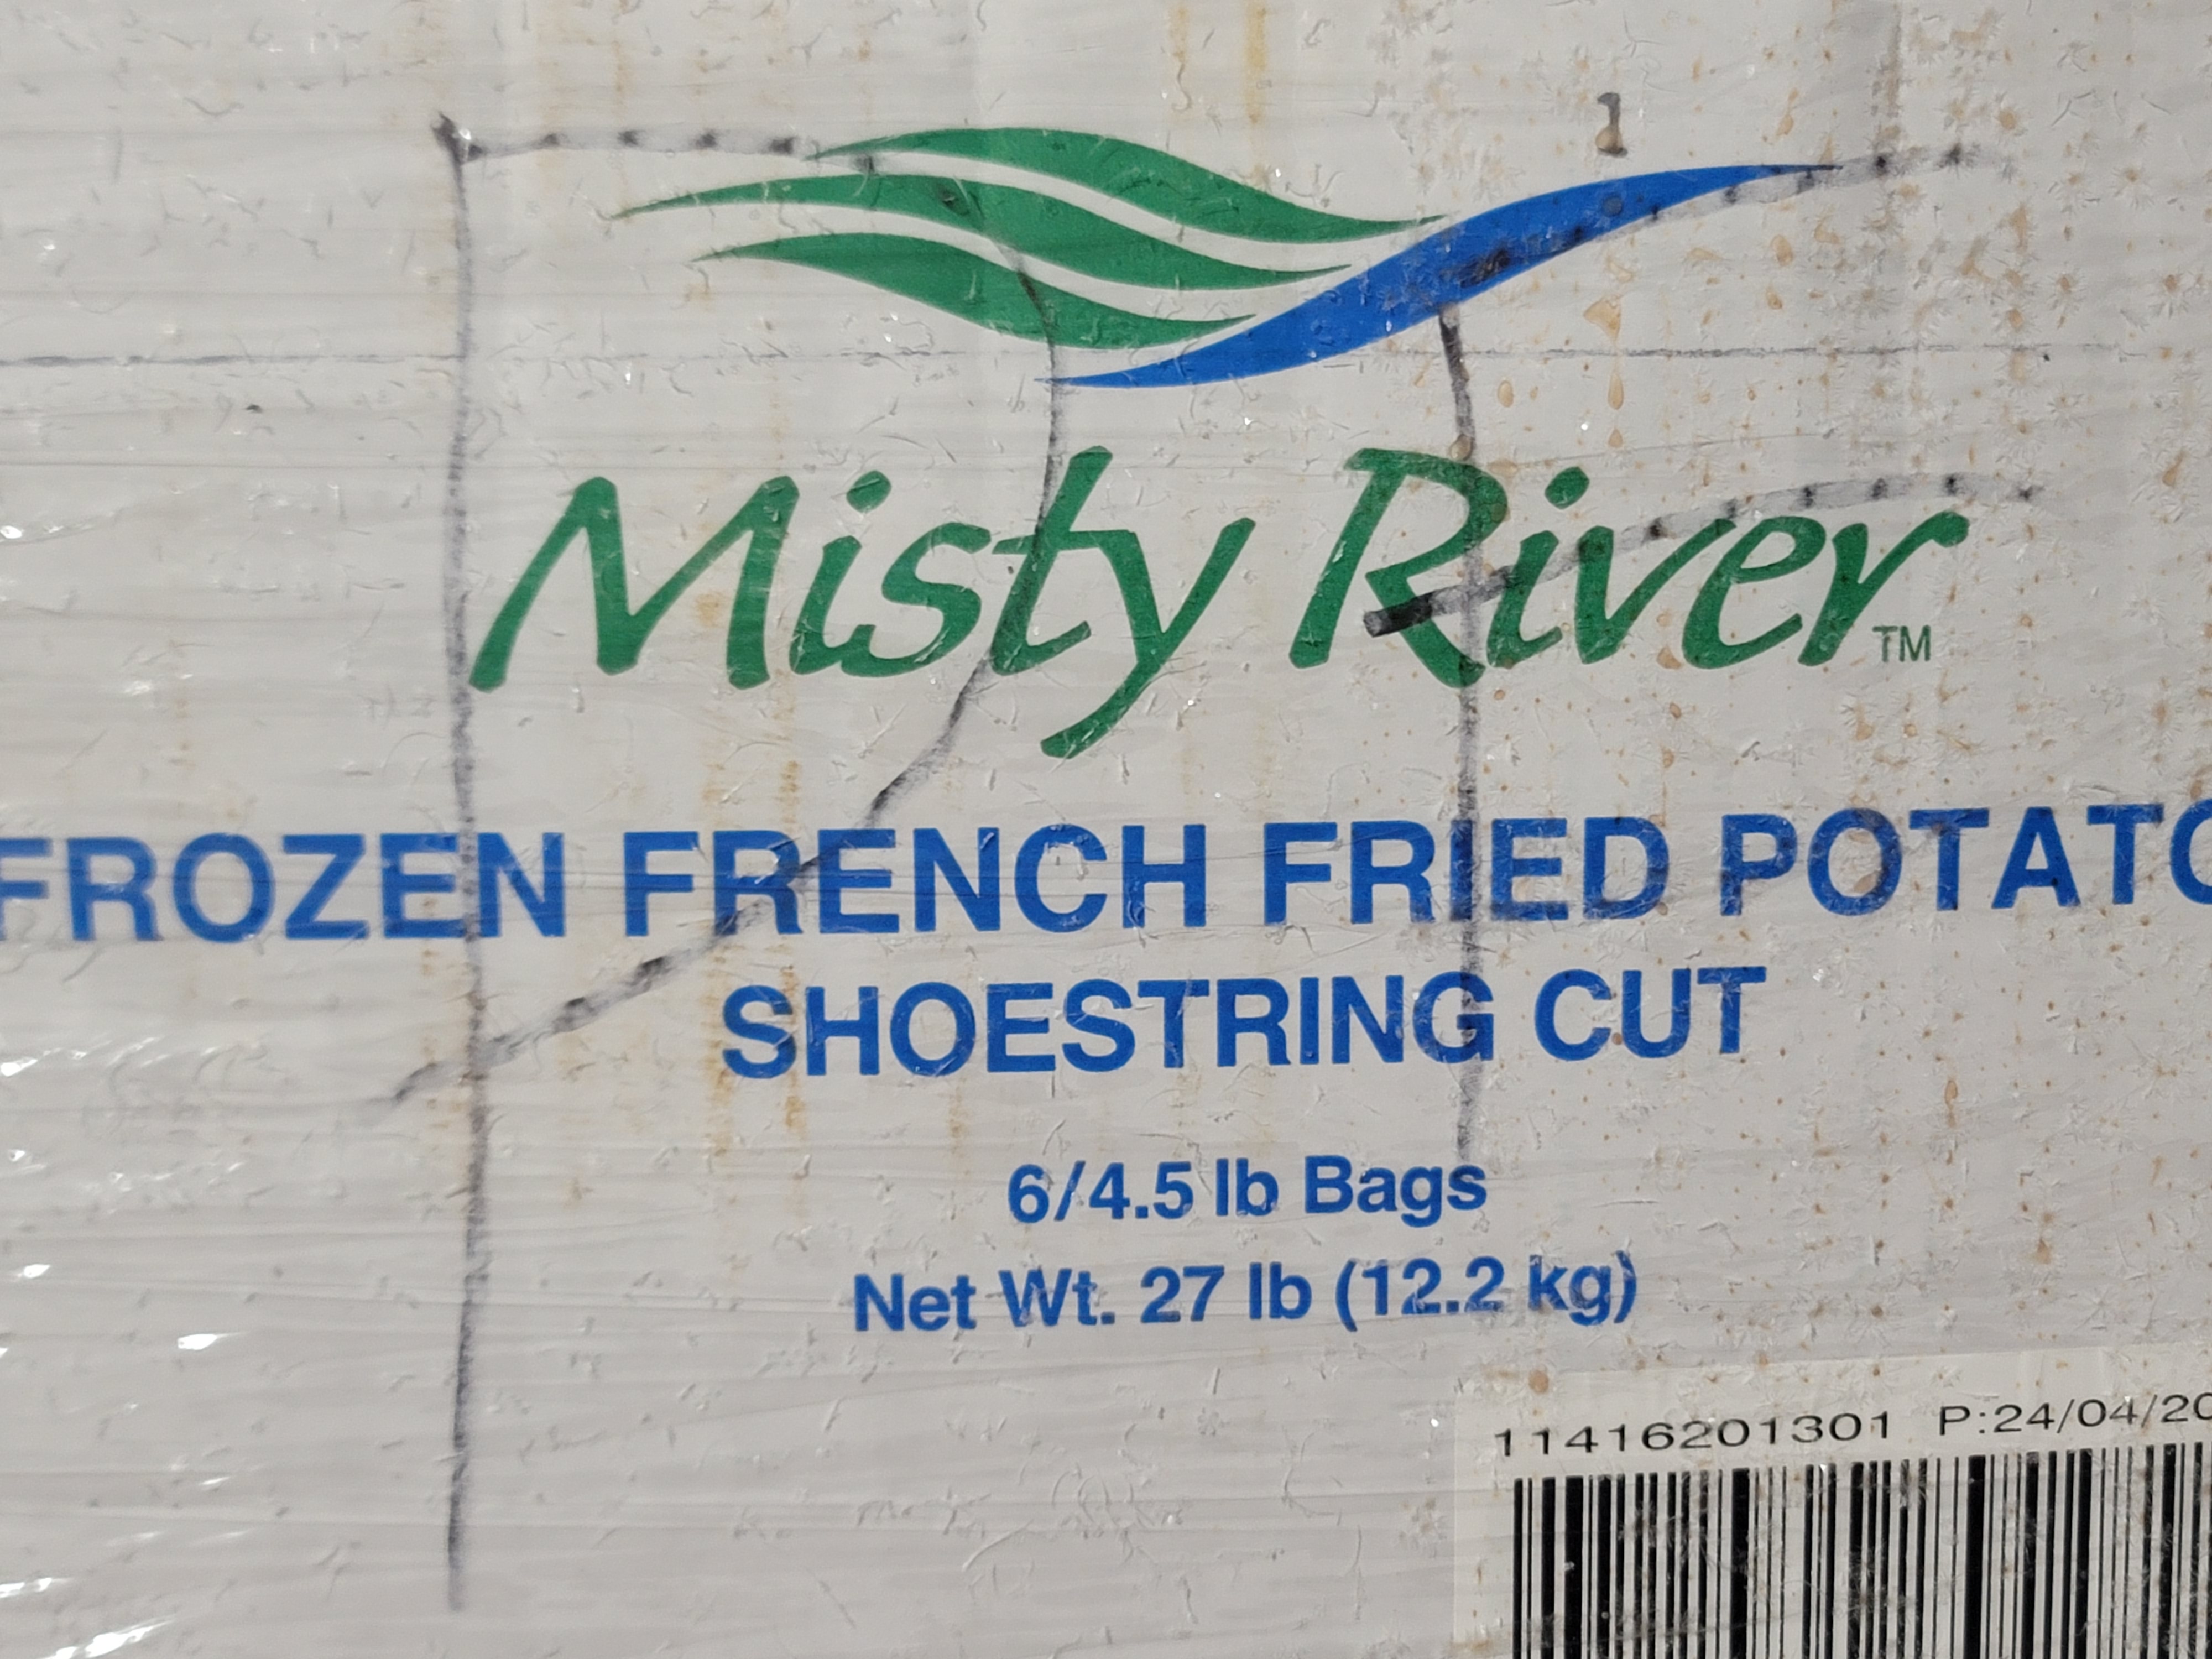 Misty River™
FROZEN FRENCH FRIED
SHOESTRING CUT
6/4.5 lb Bags
Net Wt. 27 lb (12.2 kg)
11416201301 P:24/04/20